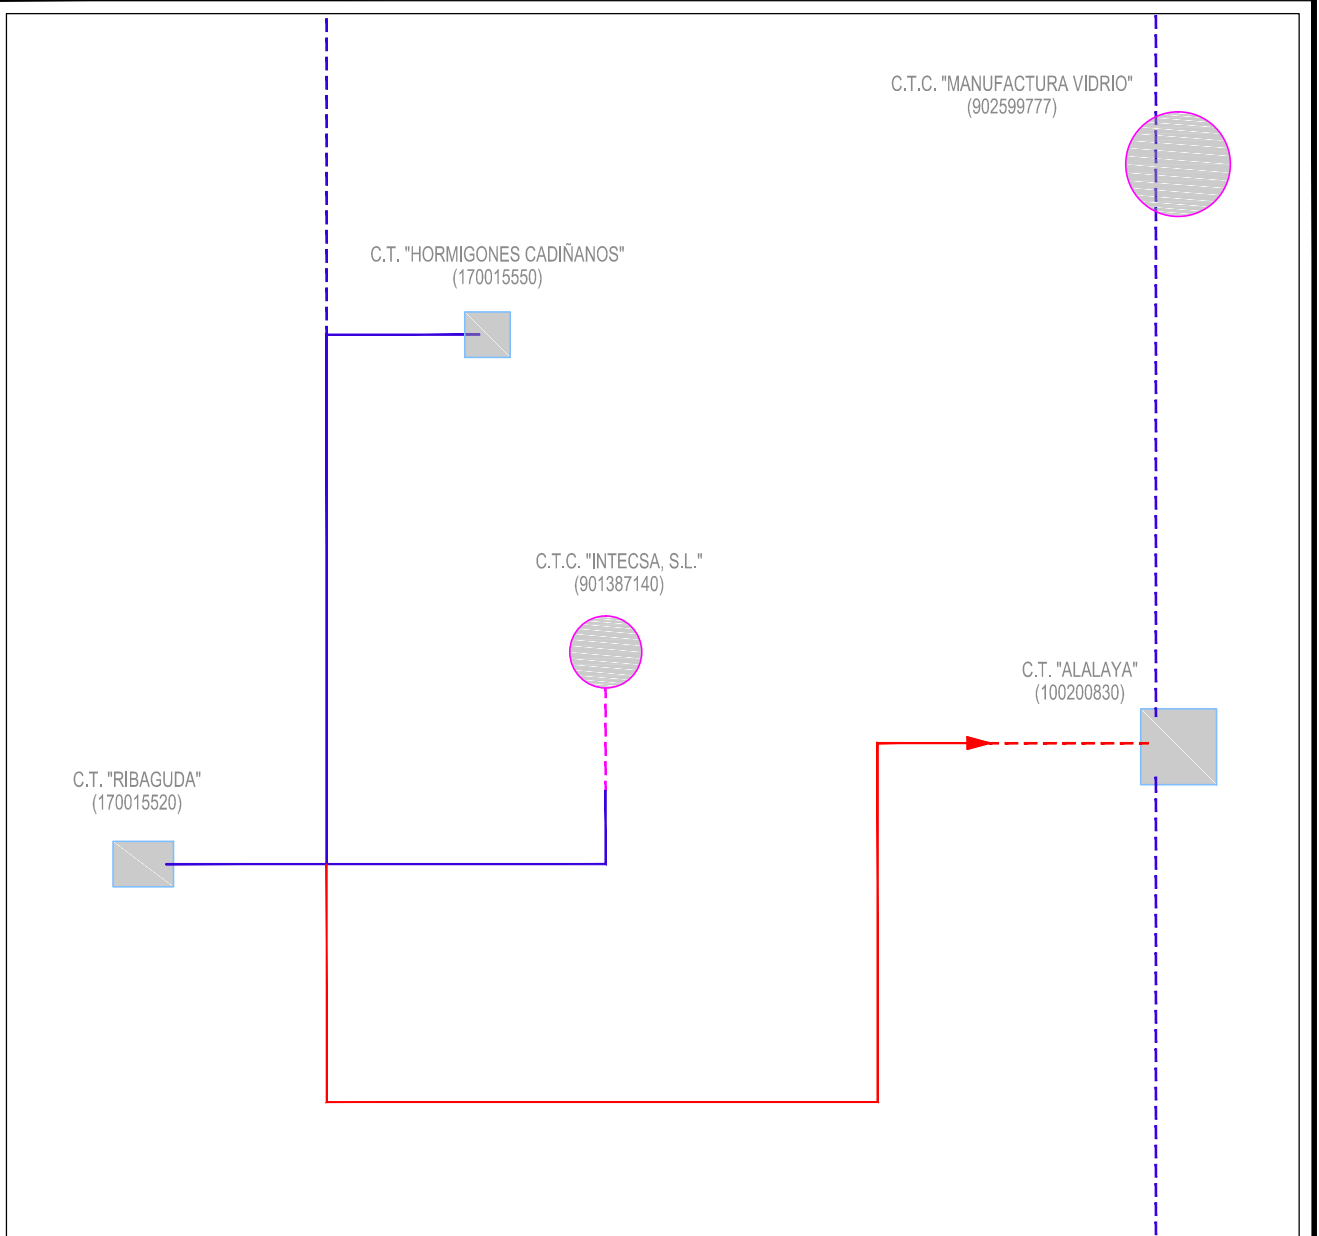 C.T.C. "MANUFACTURA VIDRIO"
(902599777)
C.T. "HORMIGONES CADIÑANOS"
(170015550)
C.T.C. "INTECSA, S.L."
(901387140)
C.T. "ALALAYA"
(100200830)
C.T. "RIBAGUDA"
(170015520)